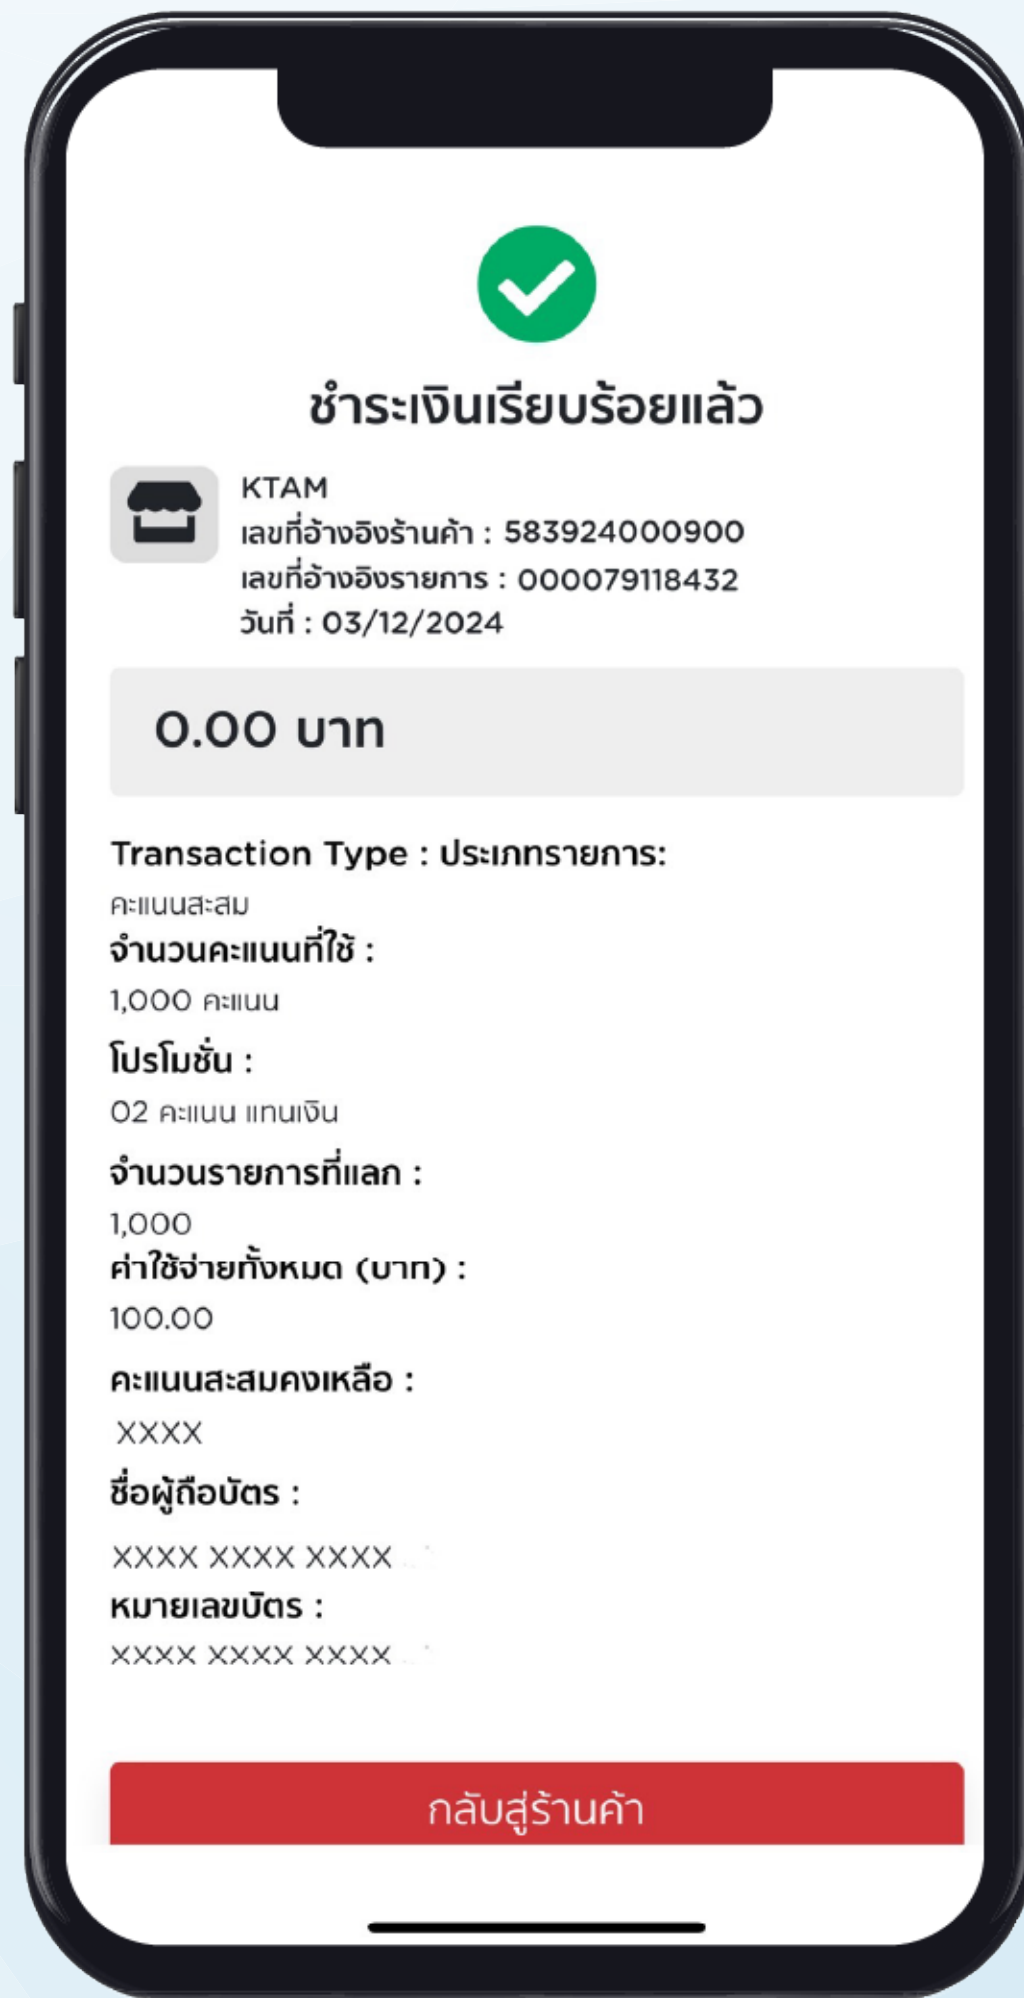 ชำระเงินเรียบร้อยแล้ว
KTAM
เลขที่อ้างอิงร้านค้า : 583924000900
เลขที่อ้างอิงรายการ : 000079118432
วันที่ : 03/12/2024
0.00 บาท
Transaction Type : ประเภทรายการ:
คะแนนสะสม
จำนวนคะแนนที่ใช้ :
1,000 คะแนน
โปรโมชั่น :
02 คะแนน แทนเงิน
จำนวนรายการที่แลก :
1,000
ค่าใช้จ่ายทั้งหมด (บาท) :
100.00
คะแนนสะสมคงเหลือ :
XXXX
ชื่อผู้ถือบัตร :
XXXX XXXX XXXX
หมายเลขบัตร :
XXXX XXXX XXXX
กลับสู่ร้านค้า